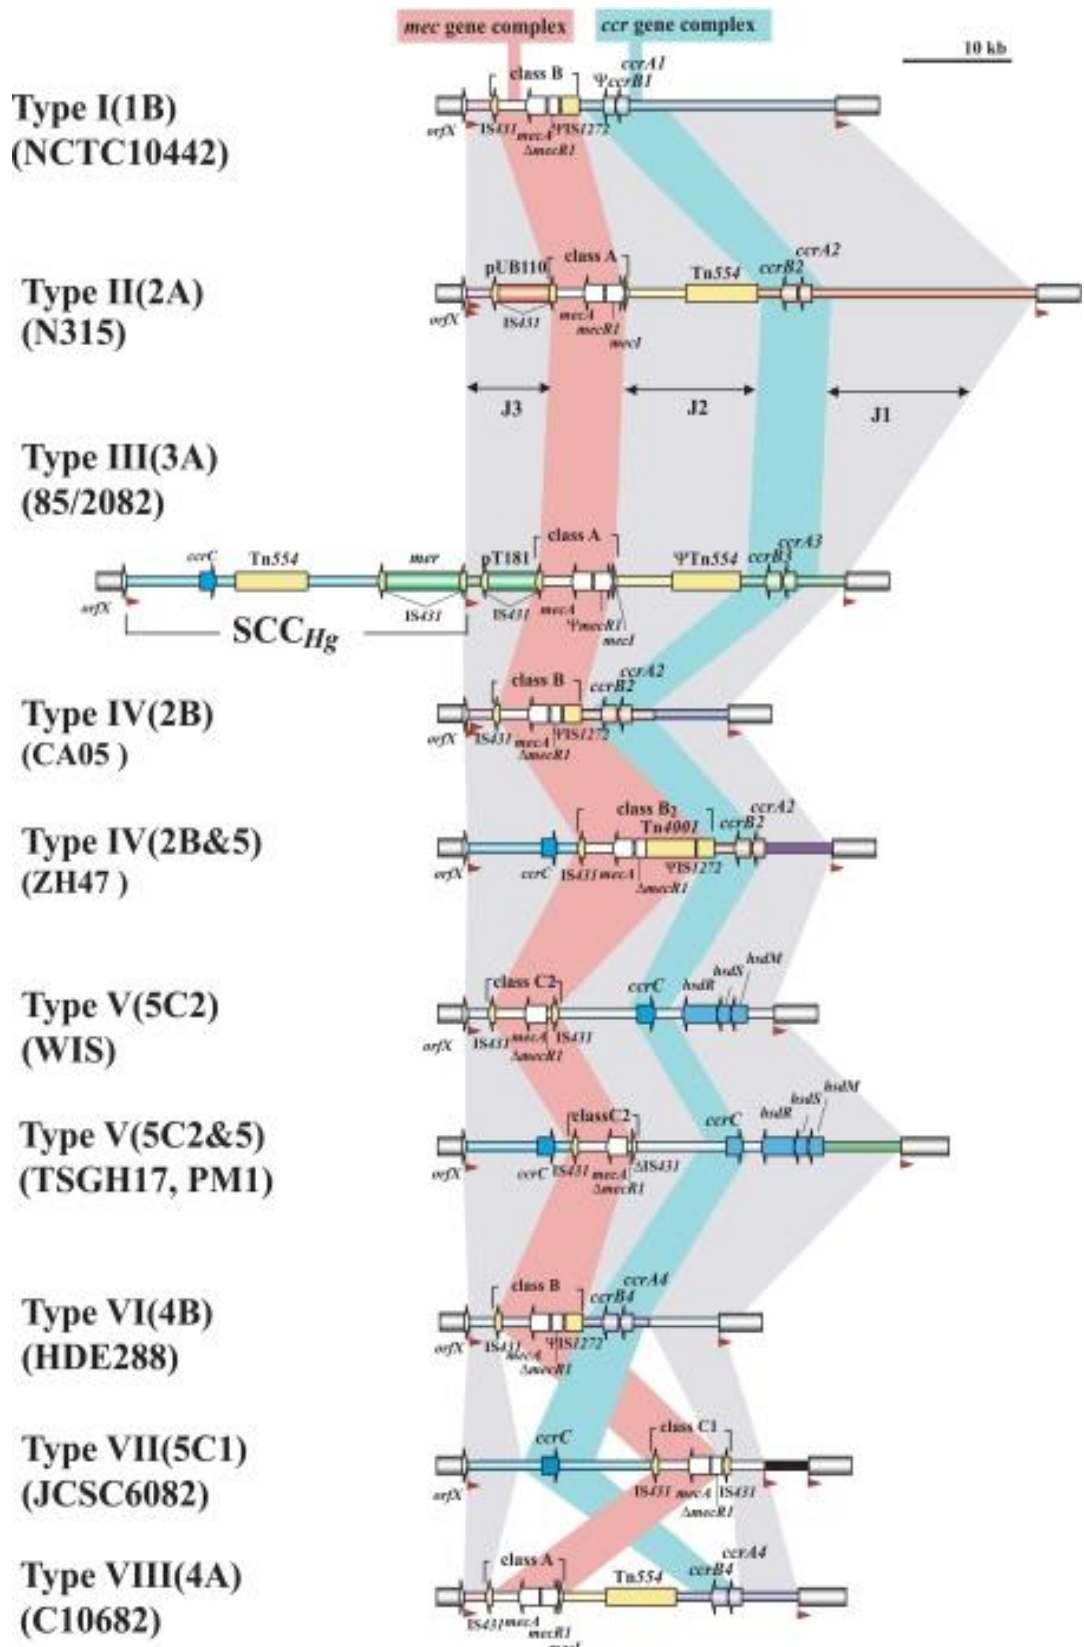 mec gene complex
ccr gene complex
10 kb
Type I(1B)
(NCTC10442)
class B
ccrA1
ΨccrB1
orfX
IS431
mecA
ΨIS1272
ΔmecR1
Type II(2A)
(N315)
pUB110
class A
Tn554
ccrB2
ccrA2
orfX
IS431
mecA
mecR1
mecI
J3
J2
J1
Type III(3A)
(85/2082)
ccrC
Tn554
mer
pT181
class A
ΨTn554
ccrB3
ccrA3
orfX
IS431
IS431
mecA
ΨmecR1
mecI
SCCHg
Type IV(2B)
(CA05 )
class B
ccrB2
ccrA2
orfX
IS431
mecA
ΨIS1272
ΔmecR1
Type IV(2B&5)
(ZH47 )
class B2
Tn4001
ccrB2
ccrA2
orfX
ccrC
IS431
mecA
ΨIS1272
ΔmecR1
Type V(5C2)
(WIS)
class C2
ccrC
hsdR
hsdS
hsdM
orfX
IS431
mecA
IS431
ΔmecR1
Type V(5C2&5)
(TSGH17, PM1)
classC2
ccrC
hsdR
hsdS
hsdM
orfX
ccrC
IS431
mecA
ΔIS431
ΔmecR1
Type VI(4B)
(HDE288)
class B
ccrB4
ccrA4
orfX
IS431
mecA
ΨIS1272
ΔmecR1
Type VII(5C1)
(JCSC6082)
ccrC
class C1
orfX
IS431
mecA
IS431
ΔmecR1
Type VIII(4A)
(C10682)
class A
Tn554
ccrB4
ccrA4
orfX
IS431
mecA
mecR1